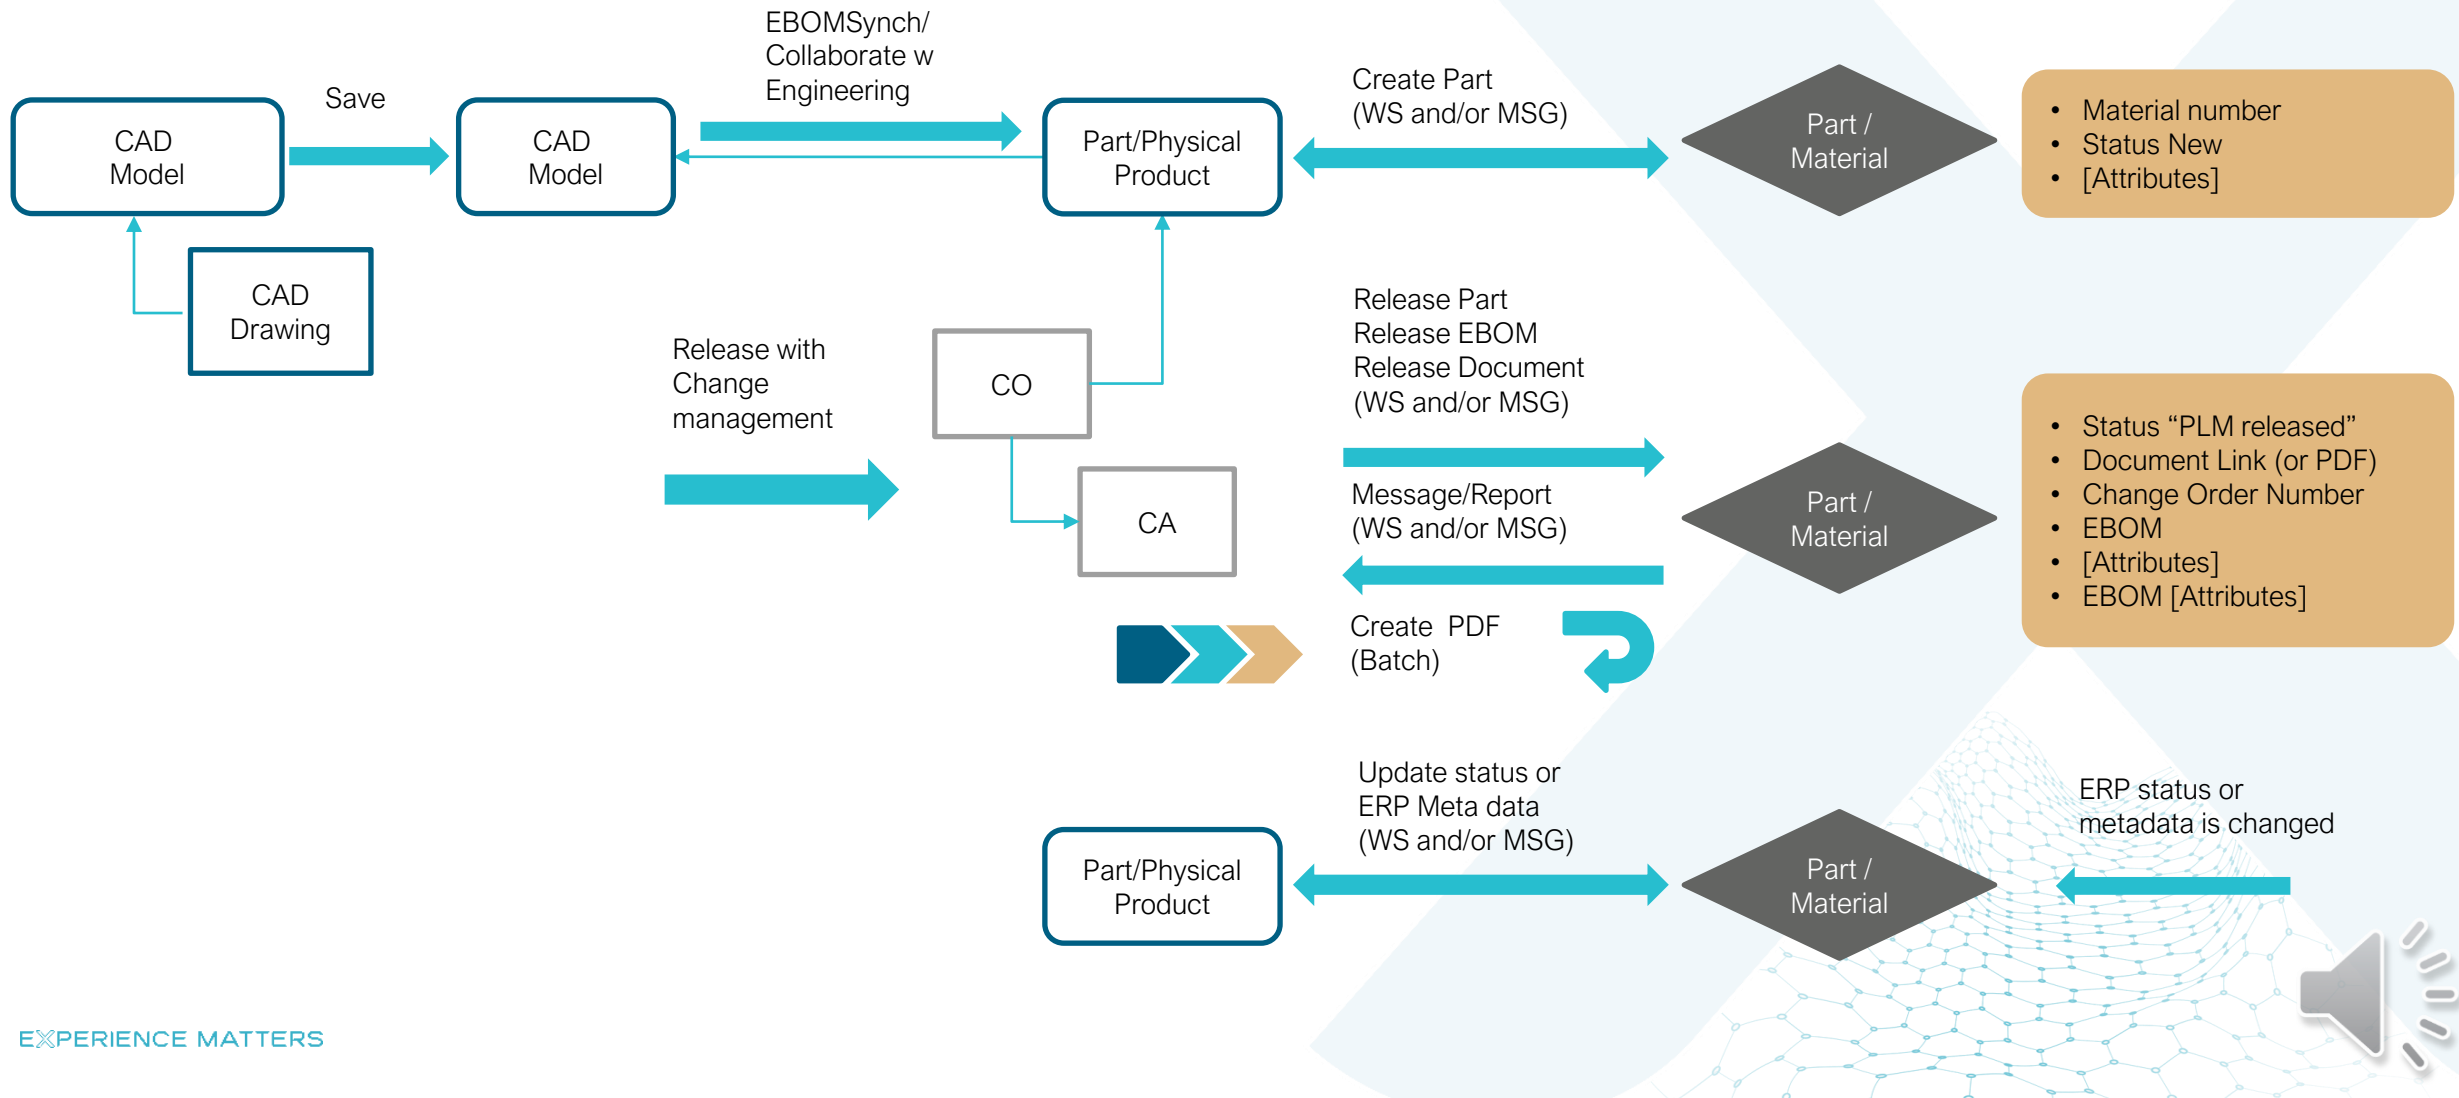 EBOMSynch/
Collaborate w
Engineering
Save
CAD
Model
CAD
Model
Part/Physical
Product
Create Part
(WS and/or MSG)
Part /
Material
• Material number
• Status New
• [Attributes]
CAD
Drawing
Release with
Change
management
CO
CA
Release Part
Release EBOM
Release Document
(WS and/or MSG)
Message/Report
(WS and/or MSG)
Create PDF
(Batch)
Part /
Material
• Status “PLM released”
• Document Link (or PDF)
• Change Order Number
• EBOM
• [Attributes]
• EBOM [Attributes]
Part/Physical
Product
Update status or
ERP Meta data
(WS and/or MSG)
Part /
Material
ERP status or
metadata is changed
EXPERIENCE MATTERS